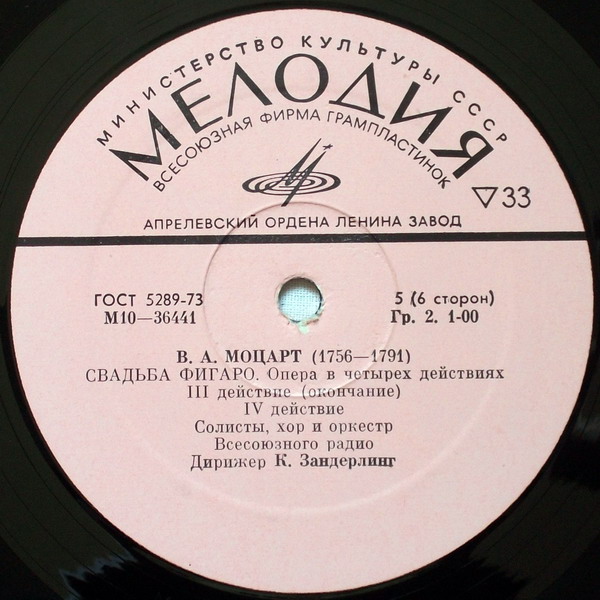 МИНИСТЕРСТВО КУЛЬТУРЫ СССР
МЕЛОДИЯ
ВСЕСОЮЗНАЯ ФИРМА ГРАМПЛАСТИНОК
33
АПРЕЛЕВСКИЙ ОРДЕНА ЛЕНИНА ЗАВОД
ГОСТ 5289-73
М10—36441
5 (6 сторон)
Гр. 2. 1-00
В. А. МОЦАРТ (1756—1791)
СВАДЬБА ФИГАРО. Опера в четырех действиях
III действие (окончание)
IV действие
Солисты, хор и оркестр
Всесоюзного радио
Дирижер К. Зандерлинг